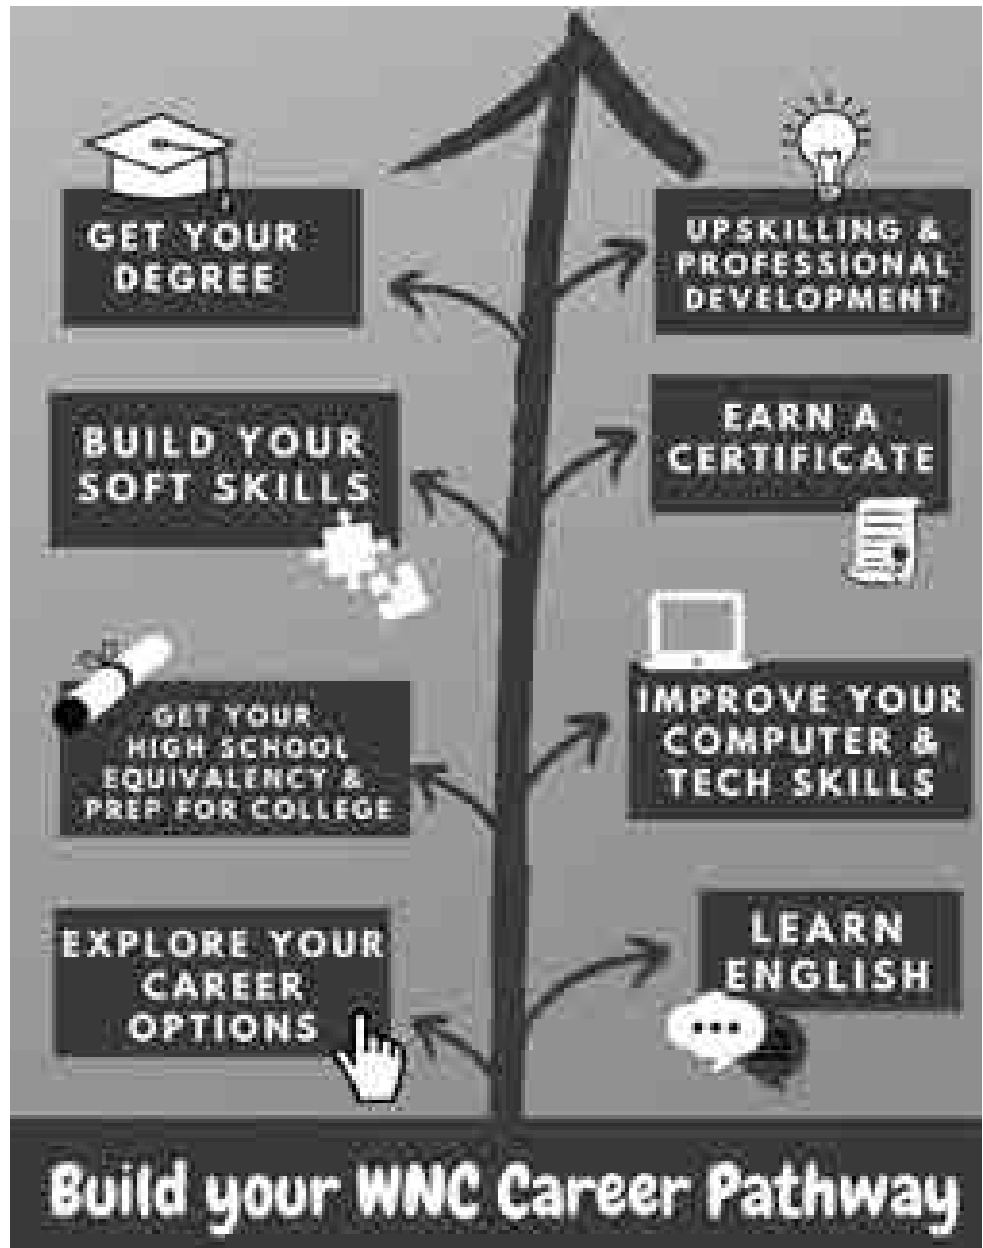 GET YOUR
DEGREE
UPSKILLING &
PROFESSIONAL
DEVELOPMENT
BUILD YOUR
SOFT SKILLS
EARN A
CERTIFICATE
GET YOUR
HIGH SCHOOL
EQUIVALENCY &
PREP FOR COLLEGE
IMPROVE YOUR
COMPUTER &
TECH SKILLS
EXPLORE YOUR
CAREER
OPTIONS
LEARN
ENGLISH
Build your WNC Career Pathway